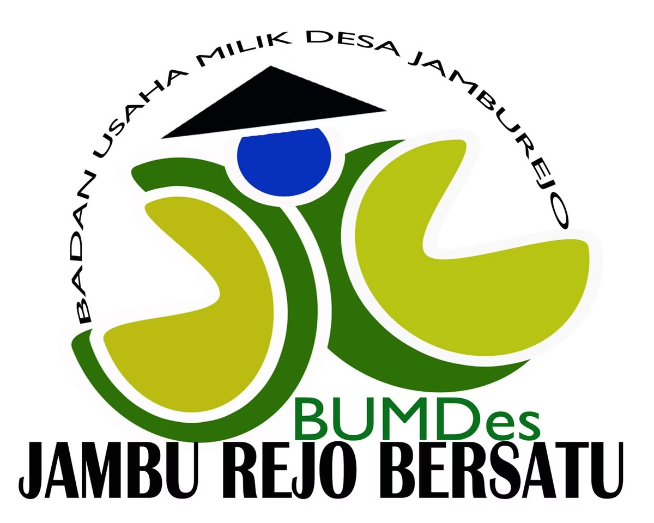 BADAN USAHA MILIK DESA JAMBUREJO
BUMDes
JAMBU REJO BERSATU